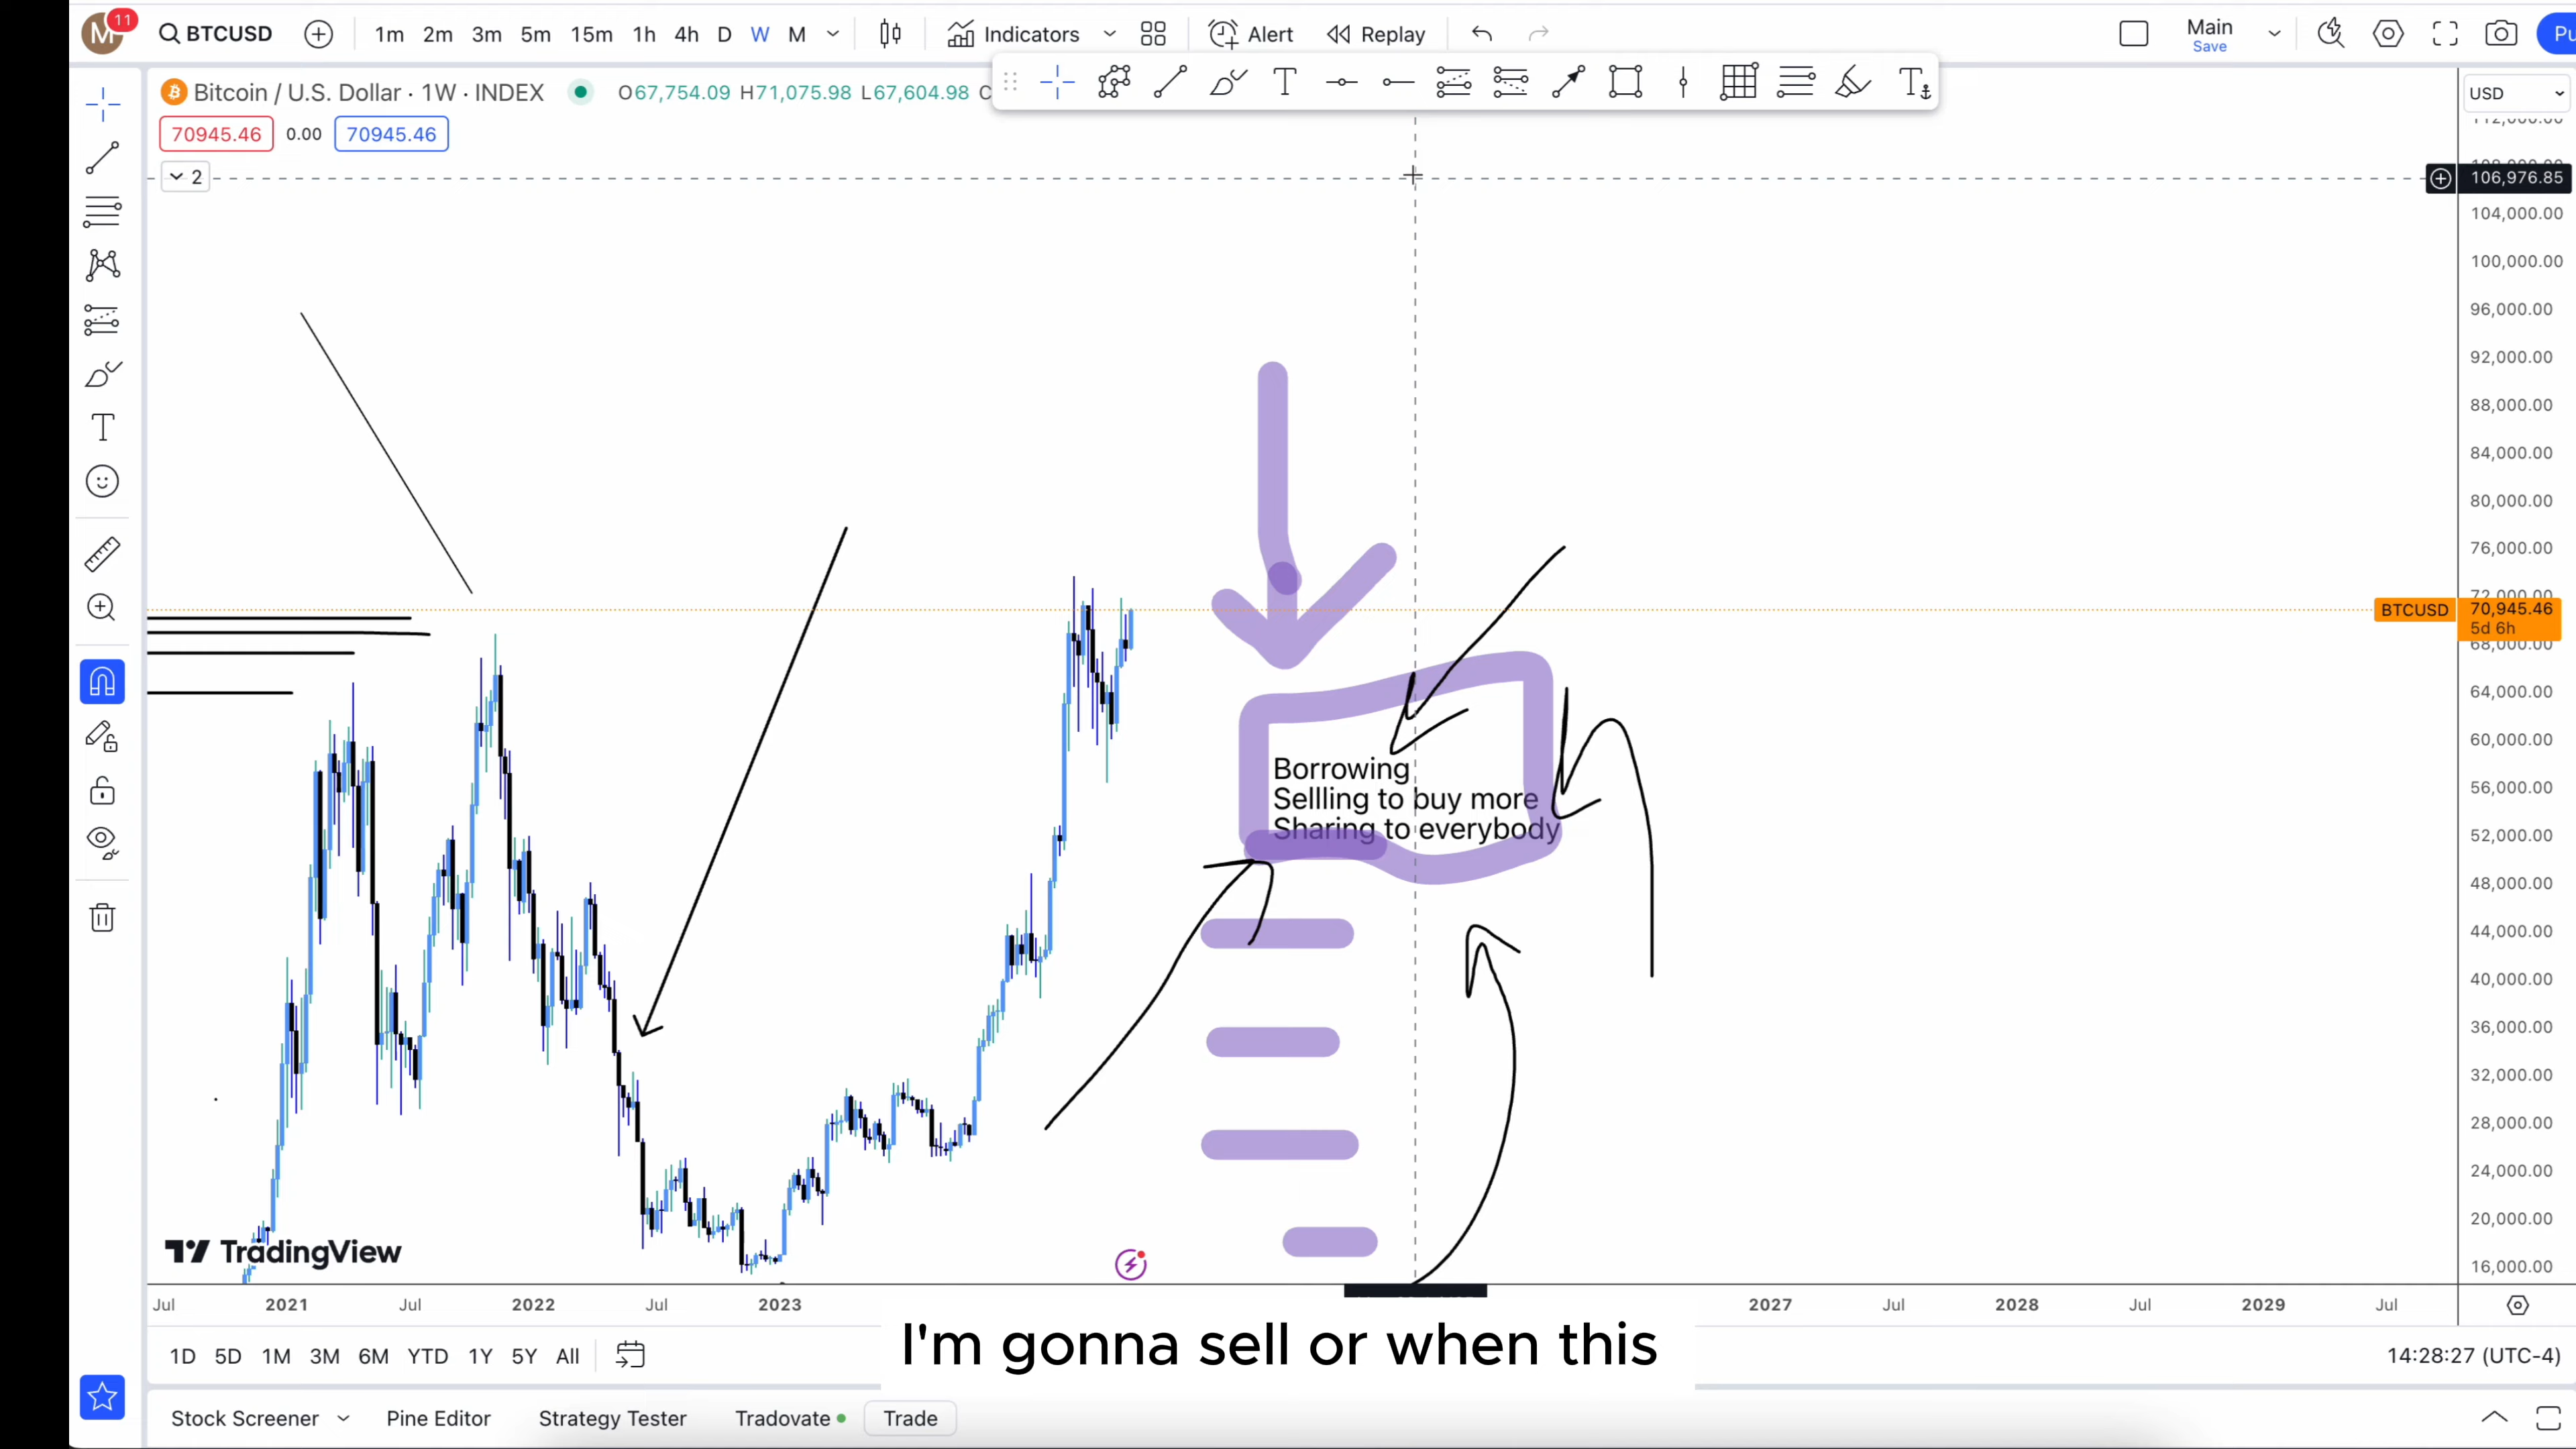 M 11 BTCUSD 1m 2m 3m 5m 15m 1h 4h D W M Indicators Alert Replay Main Save Pu
Bitcoin / U.S. Dollar · 1W · INDEX O67,754.09 H71,075.98 L67,604.98 C
USD
70945.46 0.00 70945.46
2
106,976.85
104,000.00
100,000.00
96,000.00
92,000.00
88,000.00
84,000.00
80,000.00
76,000.00
72,000.00
BTCUSD 70,945.46
5d 6h
68,000.00
64,000.00
60,000.00
56,000.00
52,000.00
48,000.00
44,000.00
40,000.00
36,000.00
32,000.00
28,000.00
24,000.00
20,000.00
16,000.00
Borrowing
Sellling to buy more
Sharing to everybody
TradingView
Jul 2021 Jul 2022 Jul 2023 2027 Jul 2028 Jul 2029 Jul
I'm gonna sell or when this
1D 5D 1M 3M 6M YTD 1Y 5Y All 14:28:27 (UTC-4)
Stock Screener Pine Editor Strategy Tester Tradovate Trade